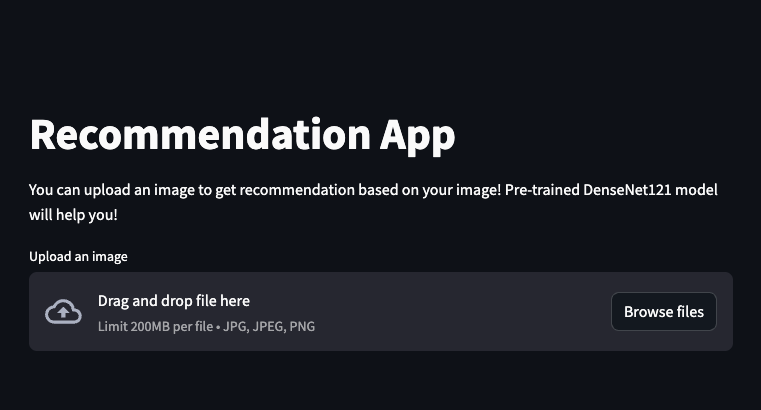 Recommendation App
You can upload an image to get recommendation based on your image! Pre-trained DenseNet121 model
will help you!
Upload an image
Drag and drop file here
Limit 200MB per file • JPG, JPEG, PNG
Browse files